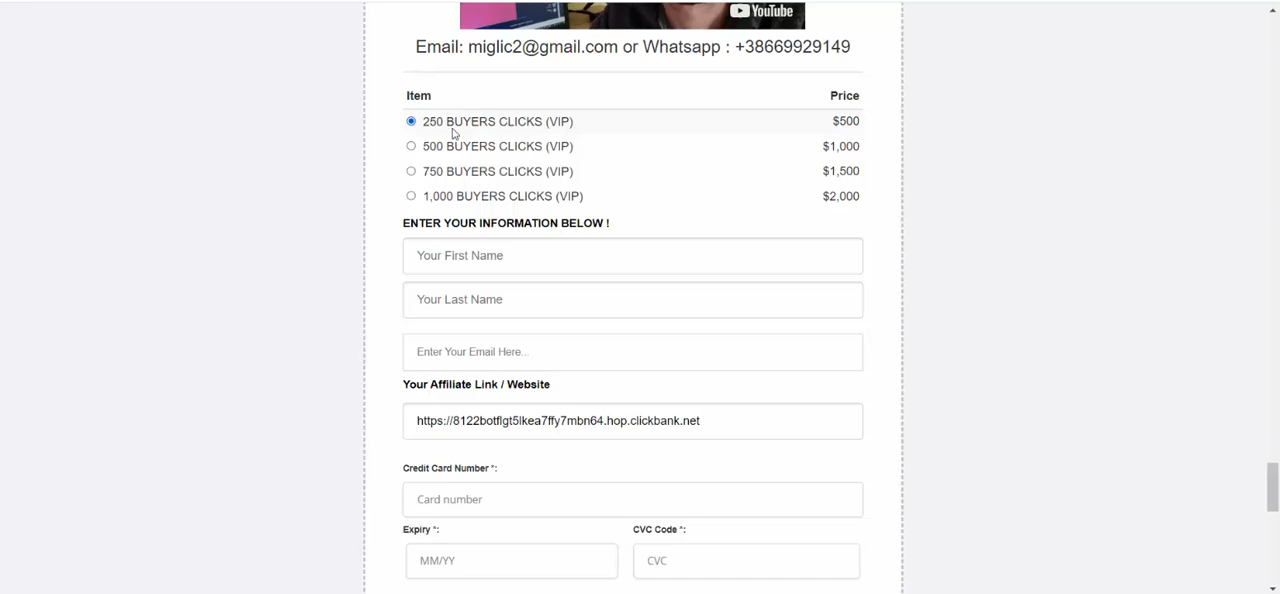 YouTube
Email: miglic2@gmail.com or Whatsapp : +38669929149
Item Price
250 BUYERS CLICKS (VIP) $500
500 BUYERS CLICKS (VIP) $1,000
750 BUYERS CLICKS (VIP) $1,500
1,000 BUYERS CLICKS (VIP) $2,000
ENTER YOUR INFORMATION BELOW !
Your First Name
Your Last Name
Enter Your Email Here...
Your Affiliate Link / Website
https://8122botflgt5lkea7ffy7mbn64.hop.clickbank.net
Credit Card Number *:
Card number
Expiry *: CVC Code *:
MM/YY CVC